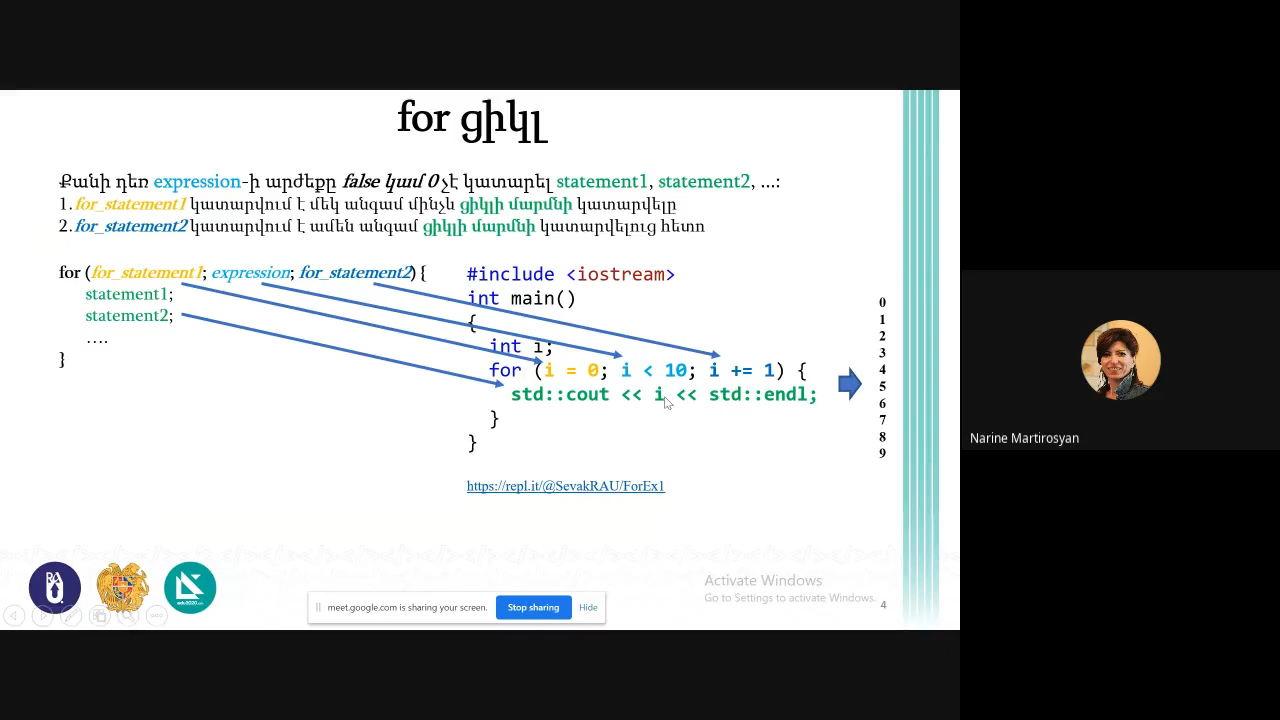 for ցիկլ
Քանի դեռ expression-ի արժեքը false կամ 0 չէ կատարել statement1, statement2, ...:
1. for_statement1 կատարվում է մեկ անգամ մինչև ցիկլի մարմնի կատարվելը
2. for_statement2 կատարվում է ամեն անգամ ցիկլի մարմնի կատարվելուց հետո
for (for_statement1; expression; for_statement2) {
statement1;
statement2;
….
}
#include <iostream>
int main()
{
int i;
for (i = 0; i < 10; i += 1) {
std::cout << i << std::endl;
}
}
0
1
2
3
4
5
6
7
8
9
https://repl.it/@SevakRAU/ForEx1
Narine Martirosyan
Activate Windows
Go to Settings to activate Windows.
4
meet.google.com is sharing your screen.
Stop sharing
Hide